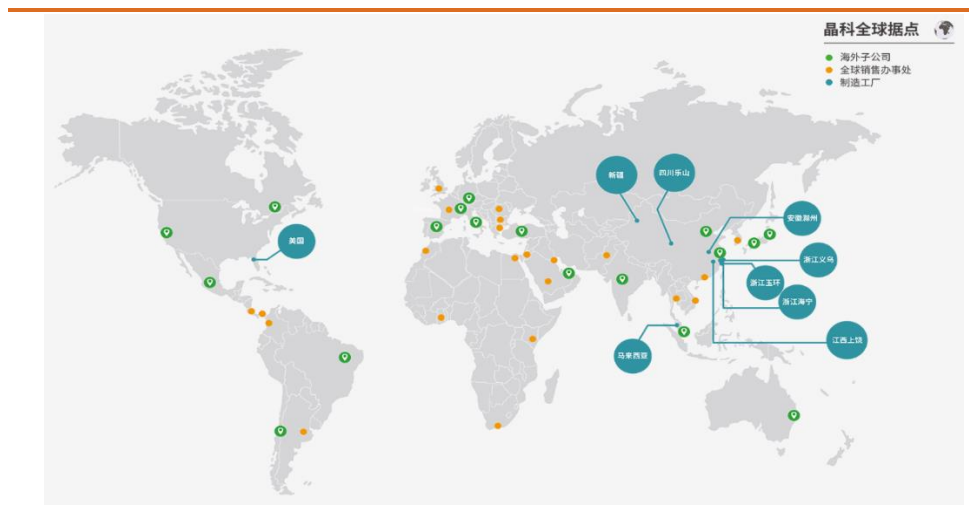 晶科全球据点
海外子公司
全球销售办事处
制造工厂
新疆
四川乐山
安徽滁州
美国
浙江义乌
浙江玉环
浙江海宁
江西上饶
马来西亚